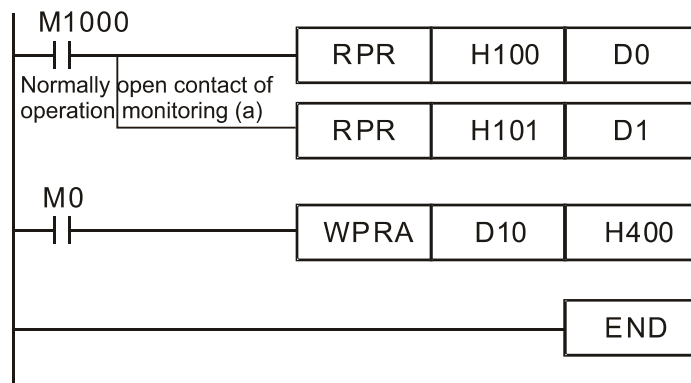 M1000
RPR H100 D0
Normally open contact of
operation monitoring (a)
RPR H101 D1
M0
WPRA D10 H400
END